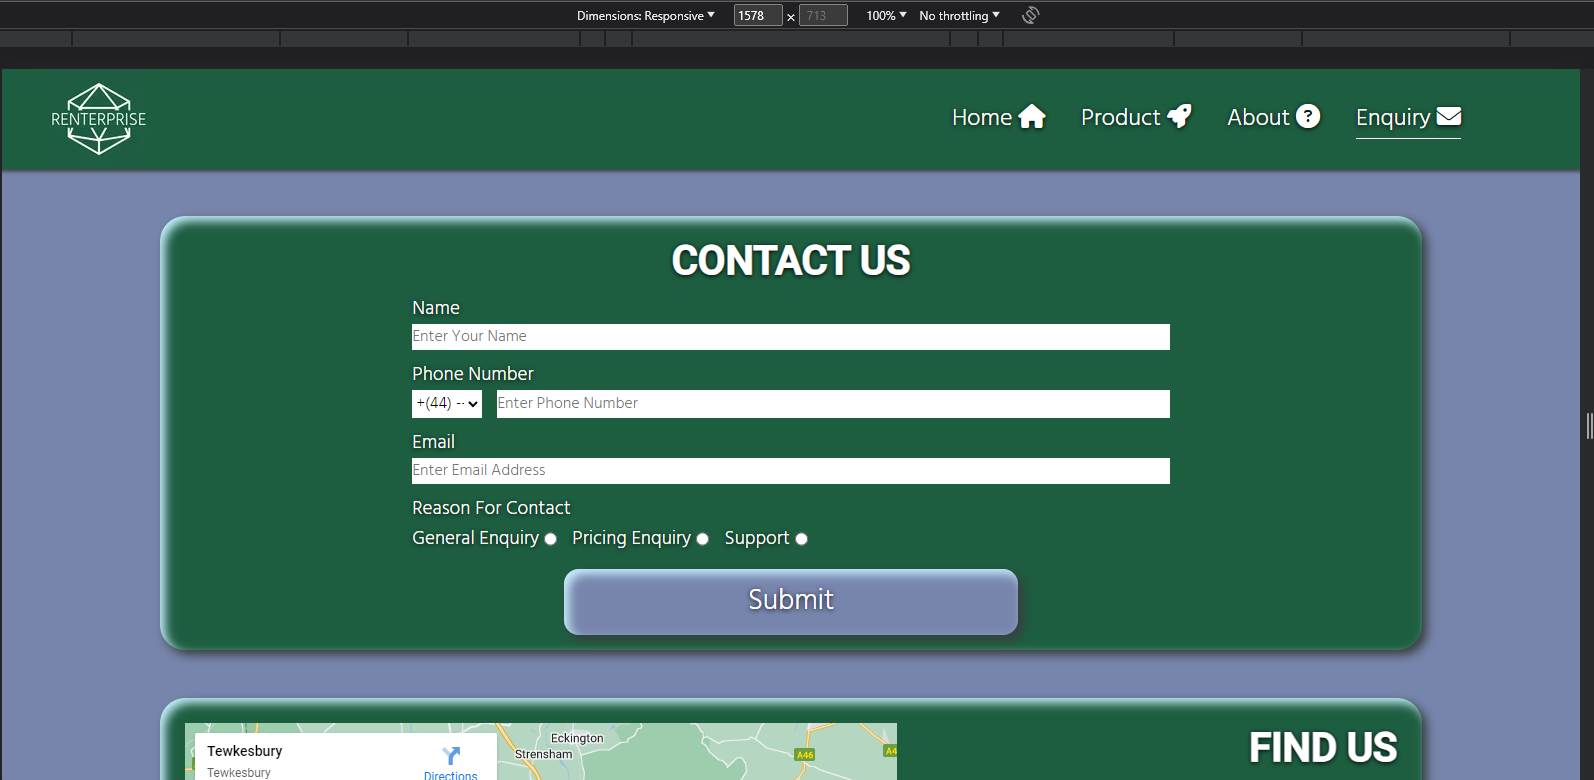 Dimensions: Responsive 1578 × 713 100% No throttling
RENTERPRISE
Home Product About ? Enquiry
CONTACT US
Name
Enter Your Name
Phone Number
+(44) -- Enter Phone Number
Email
Enter Email Address
Reason For Contact
General Enquiry Pricing Enquiry Support
Submit
FIND US
Tewkesbury
Tewkesbury
Directions
Eckington
Strensham
A46
A4